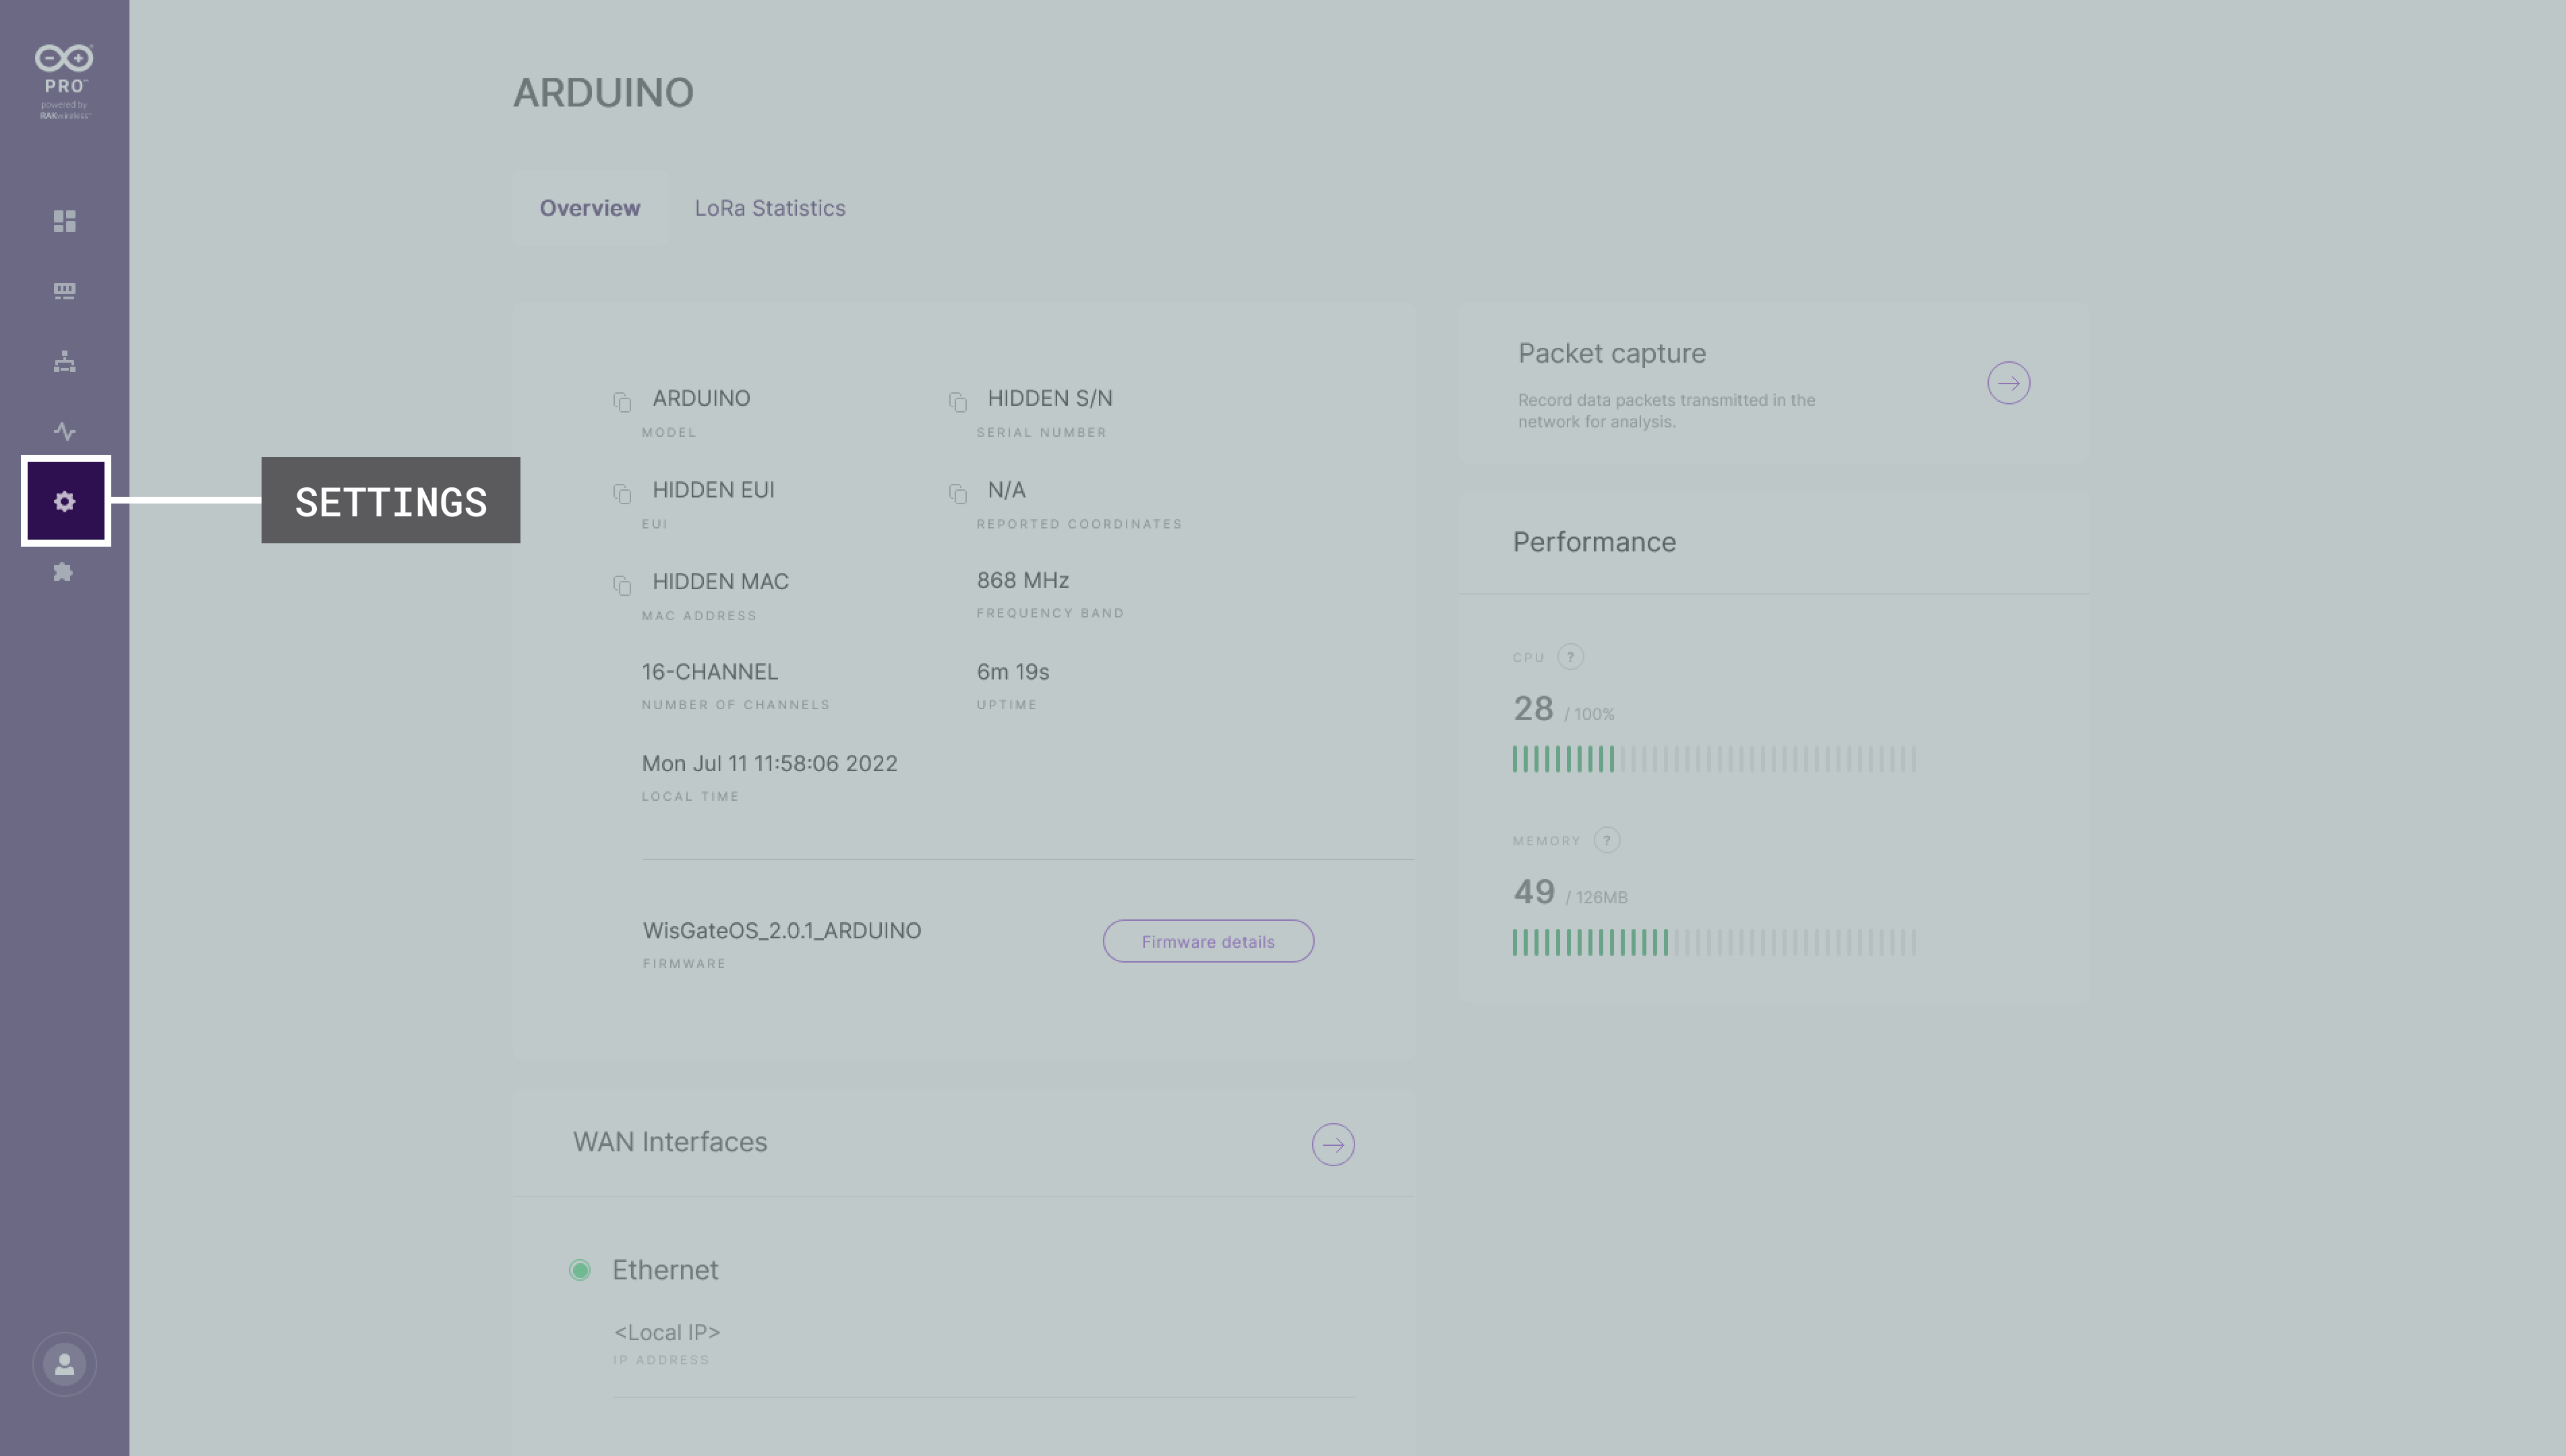 PRO
powered by
RAKwireless
ARDUINO
Overview
LoRa Statistics
SETTINGS
ARDUINO
MODEL
HIDDEN S/N
SERIAL NUMBER
HIDDEN EUI
EUI
N/A
REPORTED COORDINATES
HIDDEN MAC
MAC ADDRESS
868 MHz
FREQUENCY BAND
16-CHANNEL
NUMBER OF CHANNELS
6m 19s
UPTIME
Mon Jul 11 11:58:06 2022
LOCAL TIME
WisGateOS_2.0.1_ARDUINO
FIRMWARE
Firmware details
WAN Interfaces
Ethernet
<Local IP>
IP ADDRESS
Packet capture
Record data packets transmitted in the
network for analysis.
Performance
CPU ?
28 / 100%
MEMORY ?
49 / 126MB